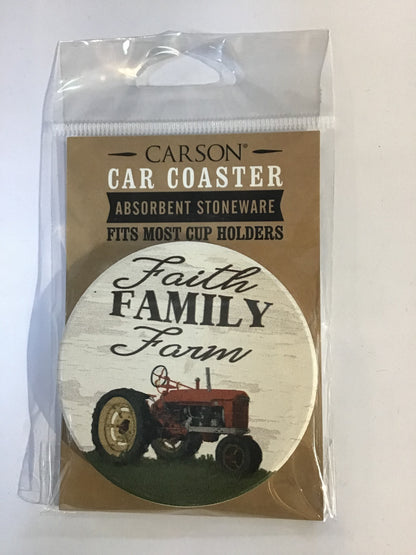 CARSON®
CAR COASTER
ABSORBENT STONEWARE
FITS MOST CUP HOLDERS
Faith
FAMILY
Farm